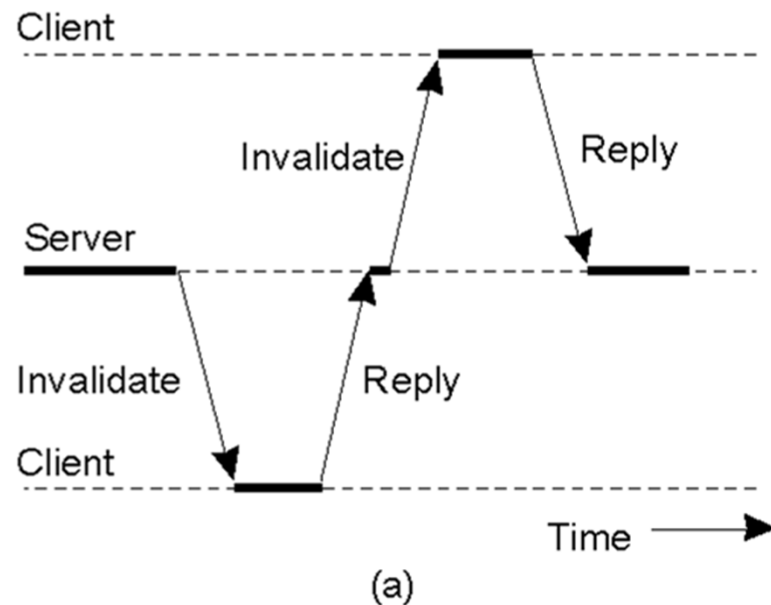 Client
Invalidate
Reply
Server
Invalidate
Reply
Client
Time
(a)